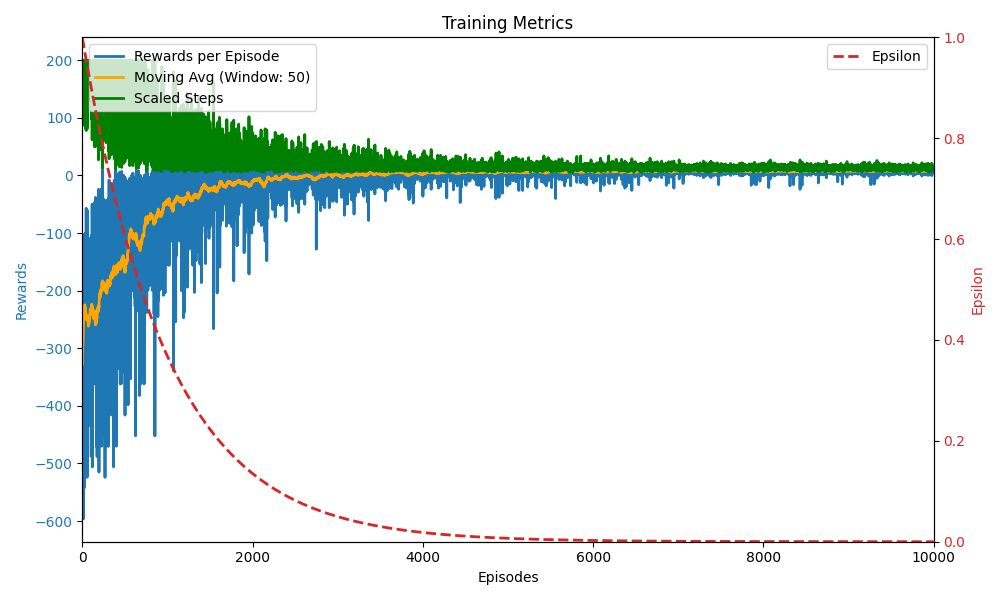 Training Metrics
Rewards per Episode
Moving Avg (Window: 50)
Scaled Steps
Epsilon
200
100
0
−100
−200
−300
−400
−500
−600
Rewards
1.0
0.8
0.6
0.4
0.2
0.0
Epsilon
0
2000
4000
6000
8000
10000
Episodes